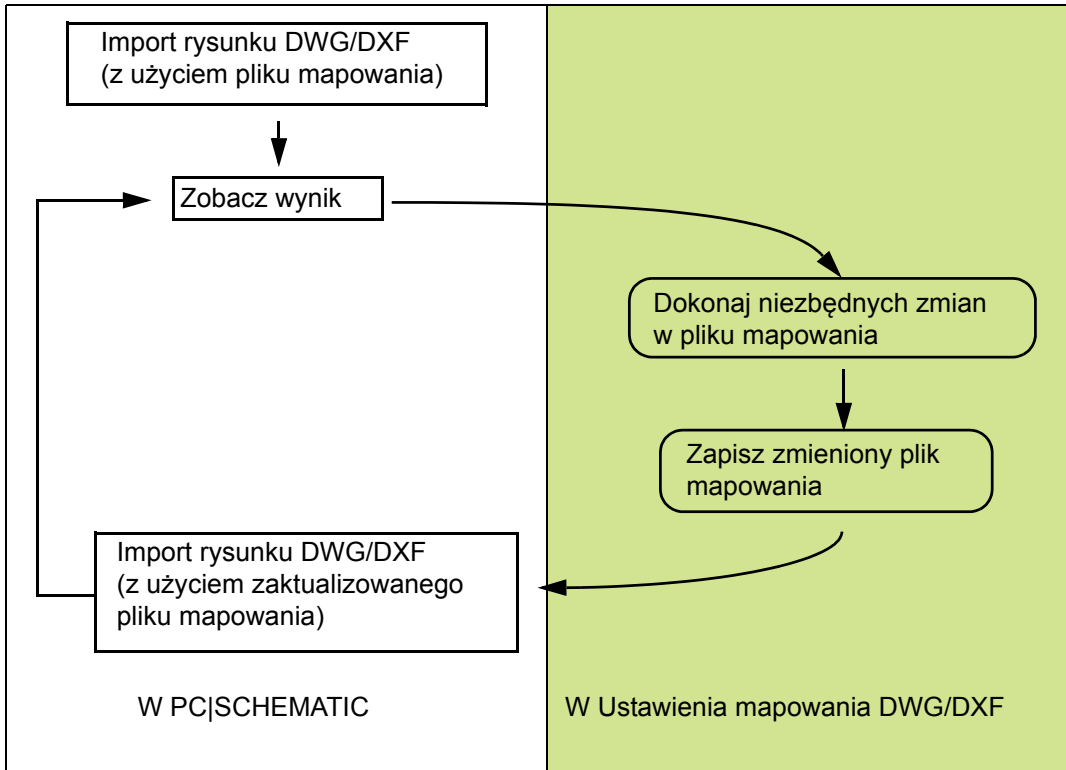 Import rysunku DWG/DXF
(z użyciem pliku mapowania)
Zobacz wynik
Dokonaj niezbędnych zmian
w pliku mapowania
Zapisz zmieniony plik
mapowania
Import rysunku DWG/DXF
(z użyciem zaktualizowanego
pliku mapowania)
W PC|SCHEMATIC
W Ustawienia mapowania DWG/DXF